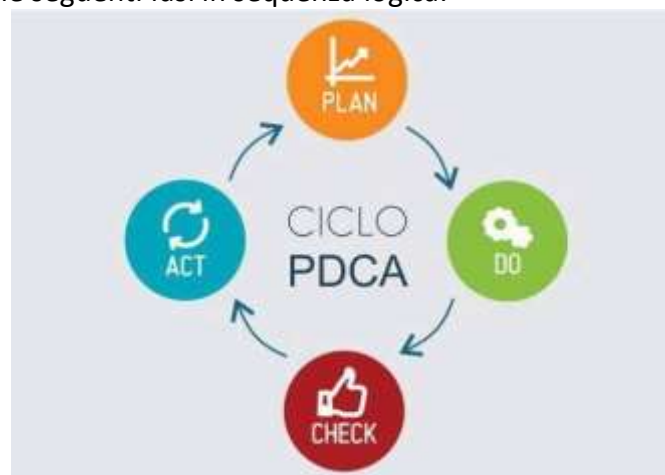 seguenti fasi in sequenza logica:
PLAN
CICLO
PDCA
ACT
DO
CHECK